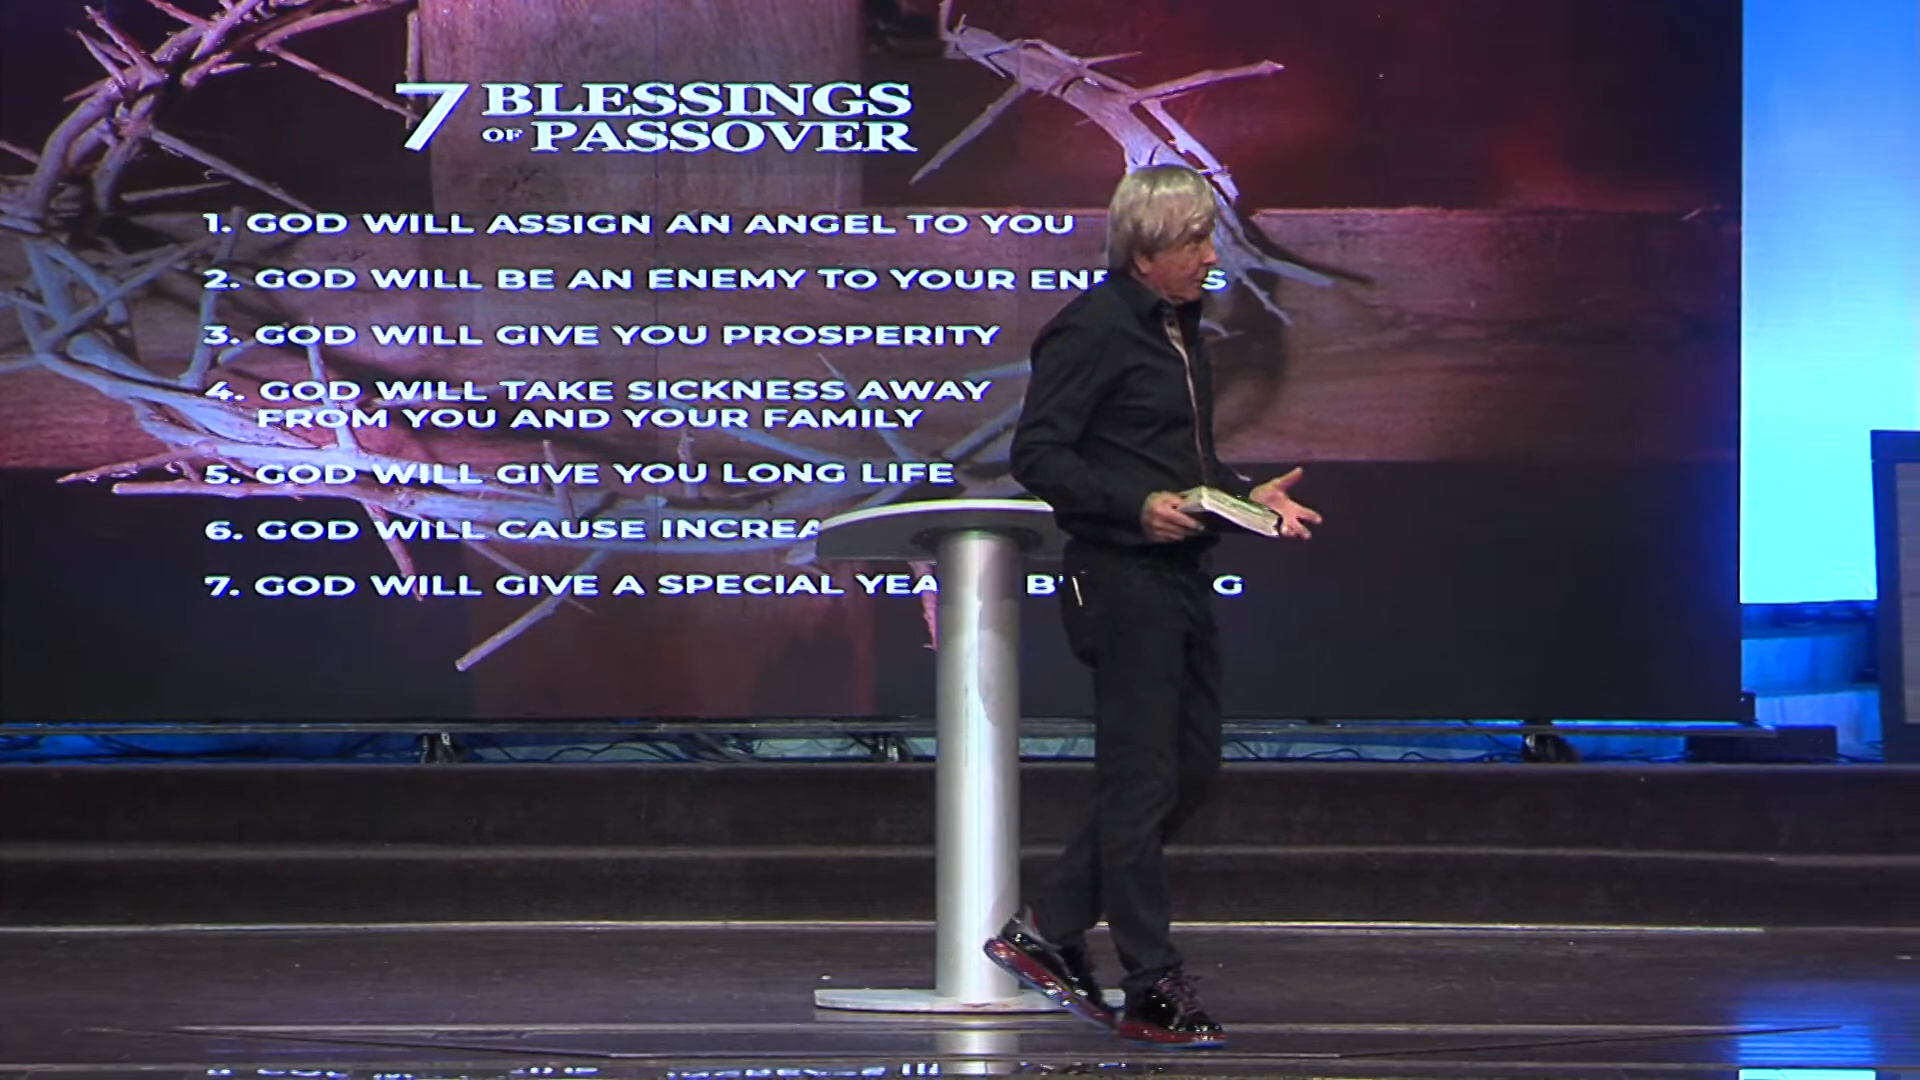 7 BLESSINGS
OF PASSOVER
1. GOD WILL ASSIGN AN ANGEL TO YOU
2. GOD WILL BE AN ENEMY TO YOUR
3. GOD WILL GIVE YOU PROSPERITY
4. GOD WILL TAKE SICKNESS AWAY
FROM YOU AND YOUR FAMILY
5. GOD WILL GIVE YOU LONG LIFE
6. GOD WILL CAUSE
7. GOD WILL GIVE A SPECIAL